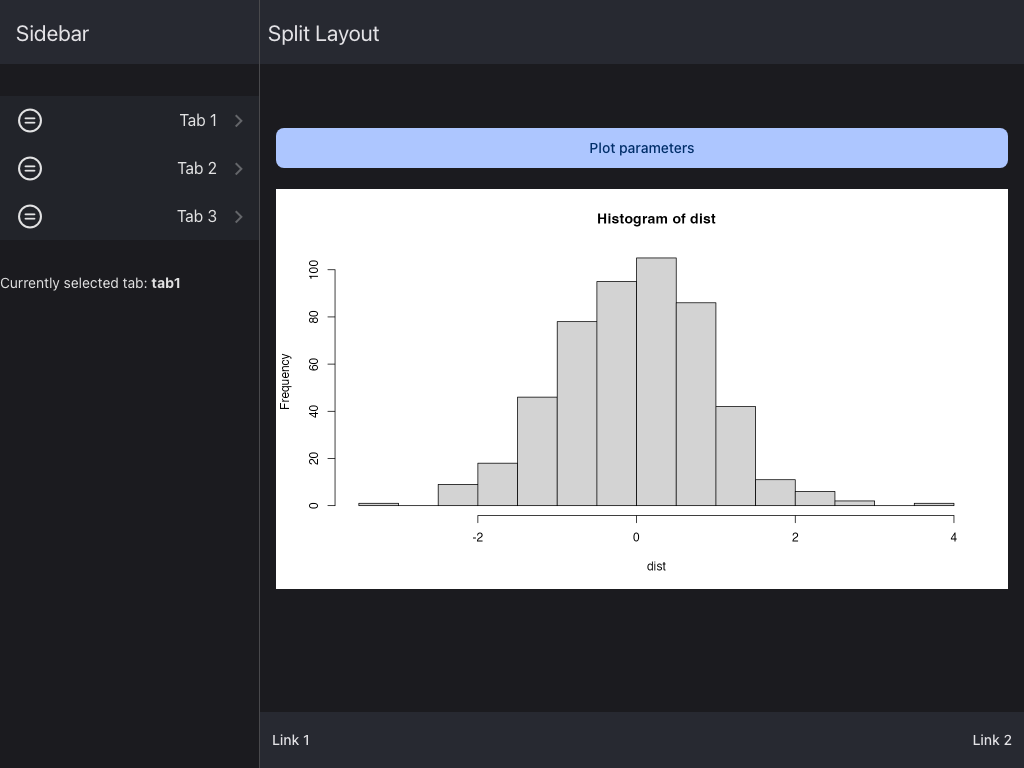 Sidebar
Split Layout
Tab 1
Tab 2
Tab 3
Currently selected tab: tab1
Plot parameters
Histogram of dist
Frequency
100
80
60
40
20
0
-2 0 2 4
dist
Link 1
Link 2